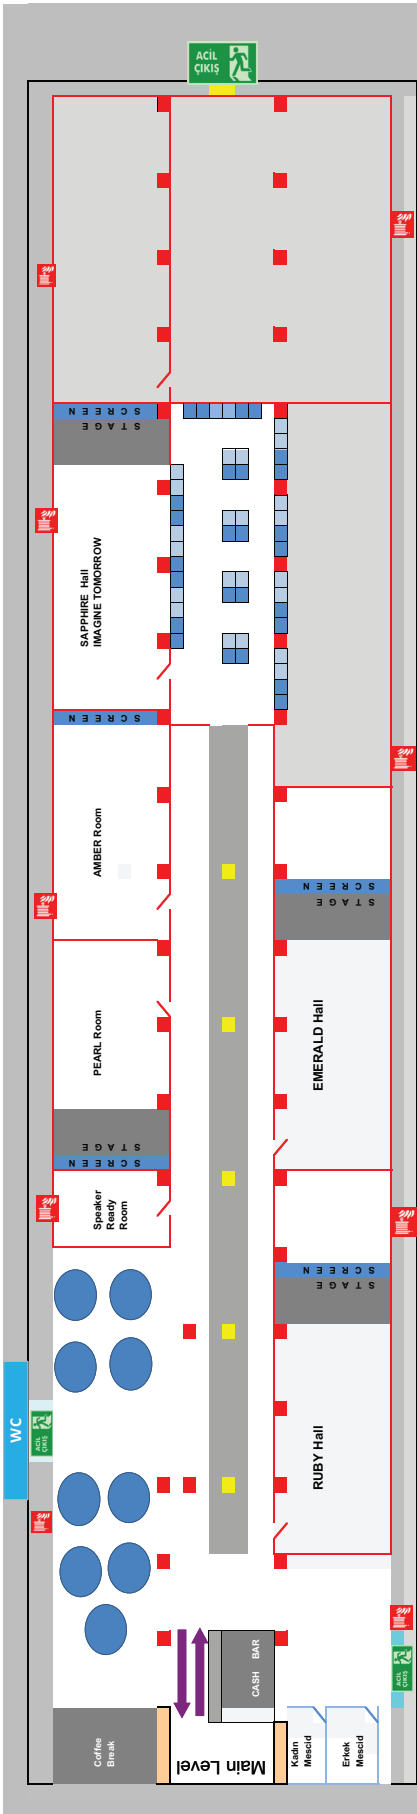 ACİL
ÇIKIŞ
SCREEN
STAGE
SAPPHIRE Hall
IMAGINE TOMORROW
SCREEN
AMBER Room
SCREEN
STAGE
PEARL Room
EMERALD Hall
STAGE
SCREEN
Speaker
Ready
Room
SCREEN
STAGE
WC
ACİL
ÇIKIŞ
RUBY Hall
CASH BAR
ACİL
ÇIKIŞ
Coffee
Break
Main Level
Kadın
Mescid
Erkek
Mescid